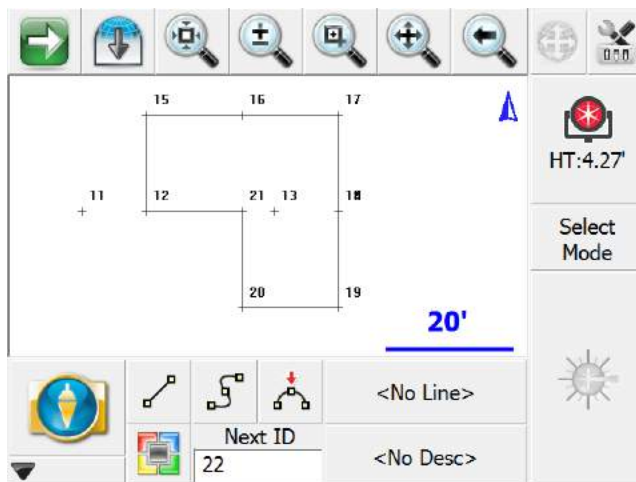 15 16 17
HT:4.27'
11 12 21 13
Select
Mode
20 19
20'
<No Line>
Next ID
22
<No Desc>